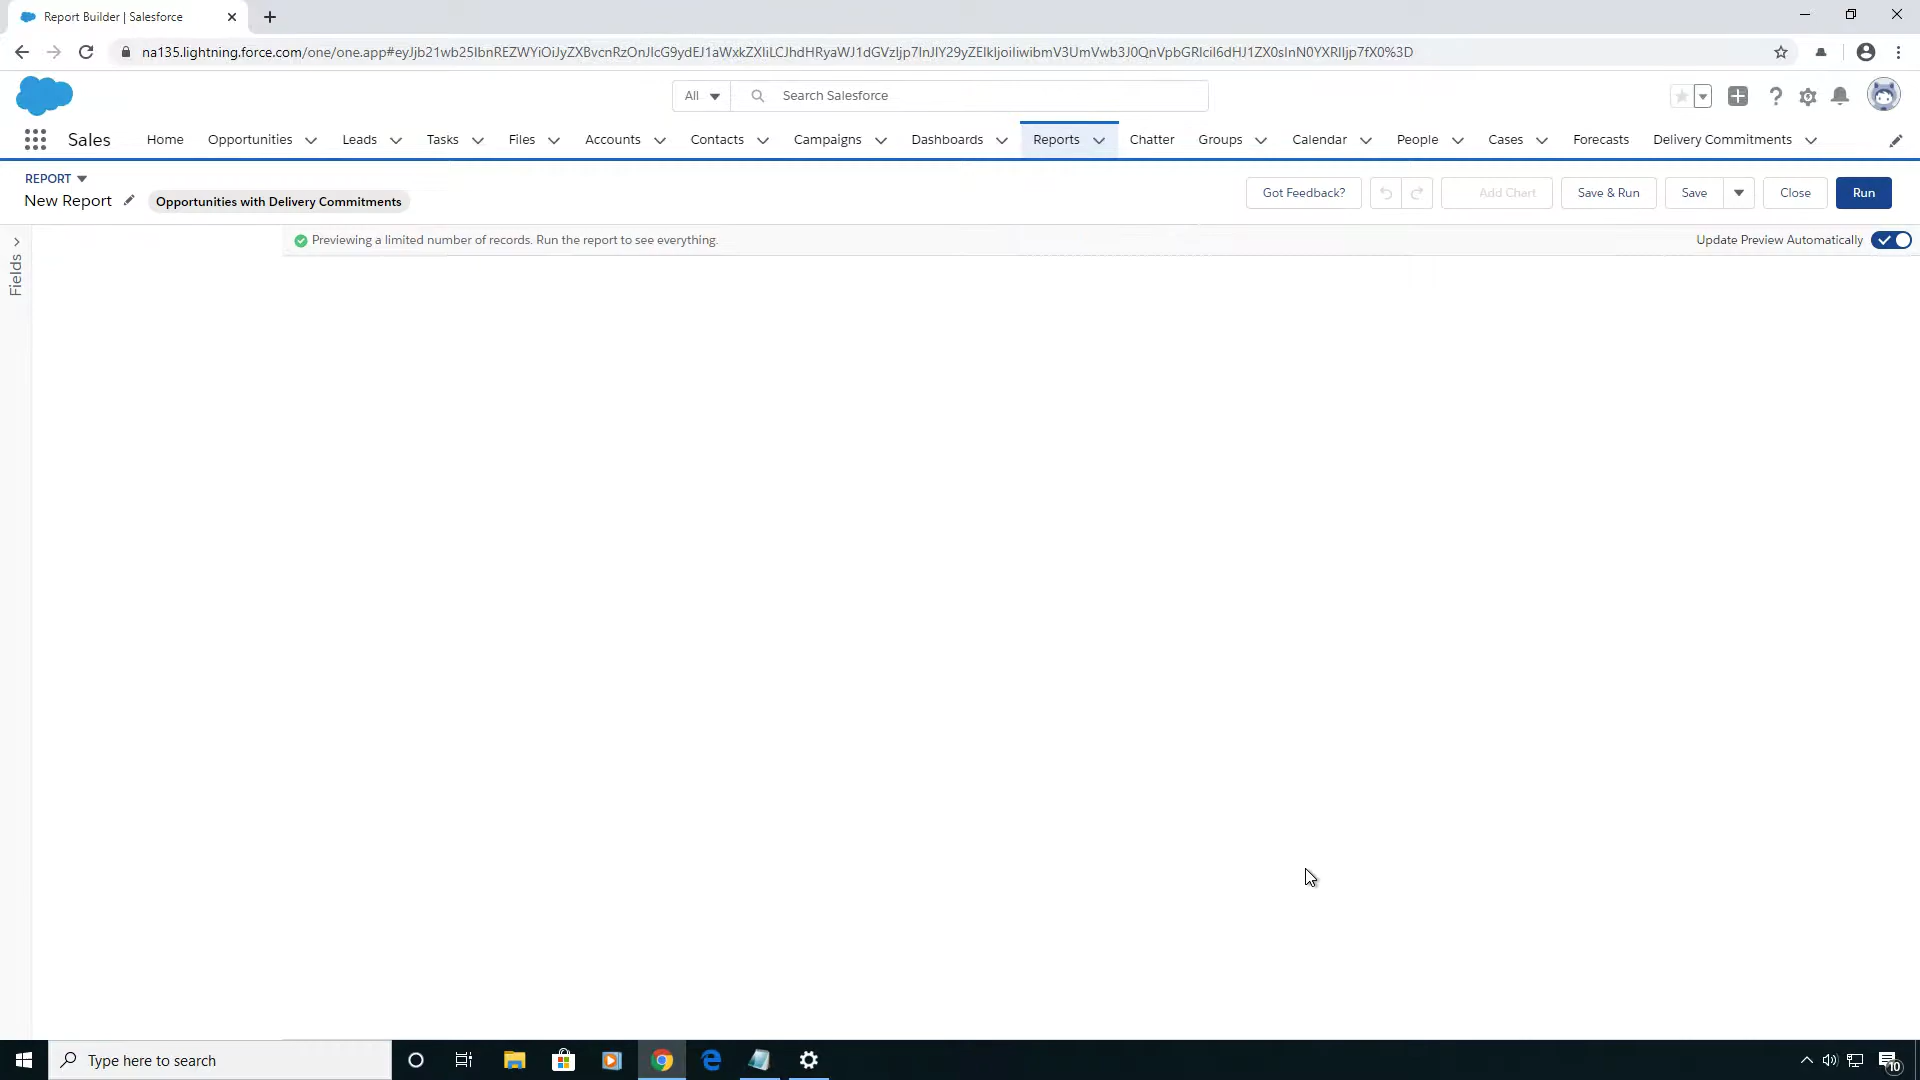 Report Builder | Salesforce
na135.lightning.force.com/one/one.app#eyJjb21wb25lbnREZWYiOiJyZXBvcnRzOnJlcG9ydEJ1aWxkZXIiLCJhdHRyaWJ1dGVzIjp7InJlY29yZElkIjoiIiwibmV3UmVwb3J0QnVpbGRlciI6dHJ1ZX0sInN0YXRlIjp7fX0%3D
All
Search Salesforce
Sales
Home
Opportunities
Leads
Tasks
Files
Accounts
Contacts
Campaigns
Dashboards
Reports
Chatter
Groups
Calendar
People
Cases
Forecasts
Delivery Commitments
REPORT
New Report
Opportunities with Delivery Commitments
Got Feedback?
Add Chart
Save & Run
Save
Close
Run
Fields
Previewing a limited number of records. Run the report to see everything.
Update Preview Automatically
Type here to search
10